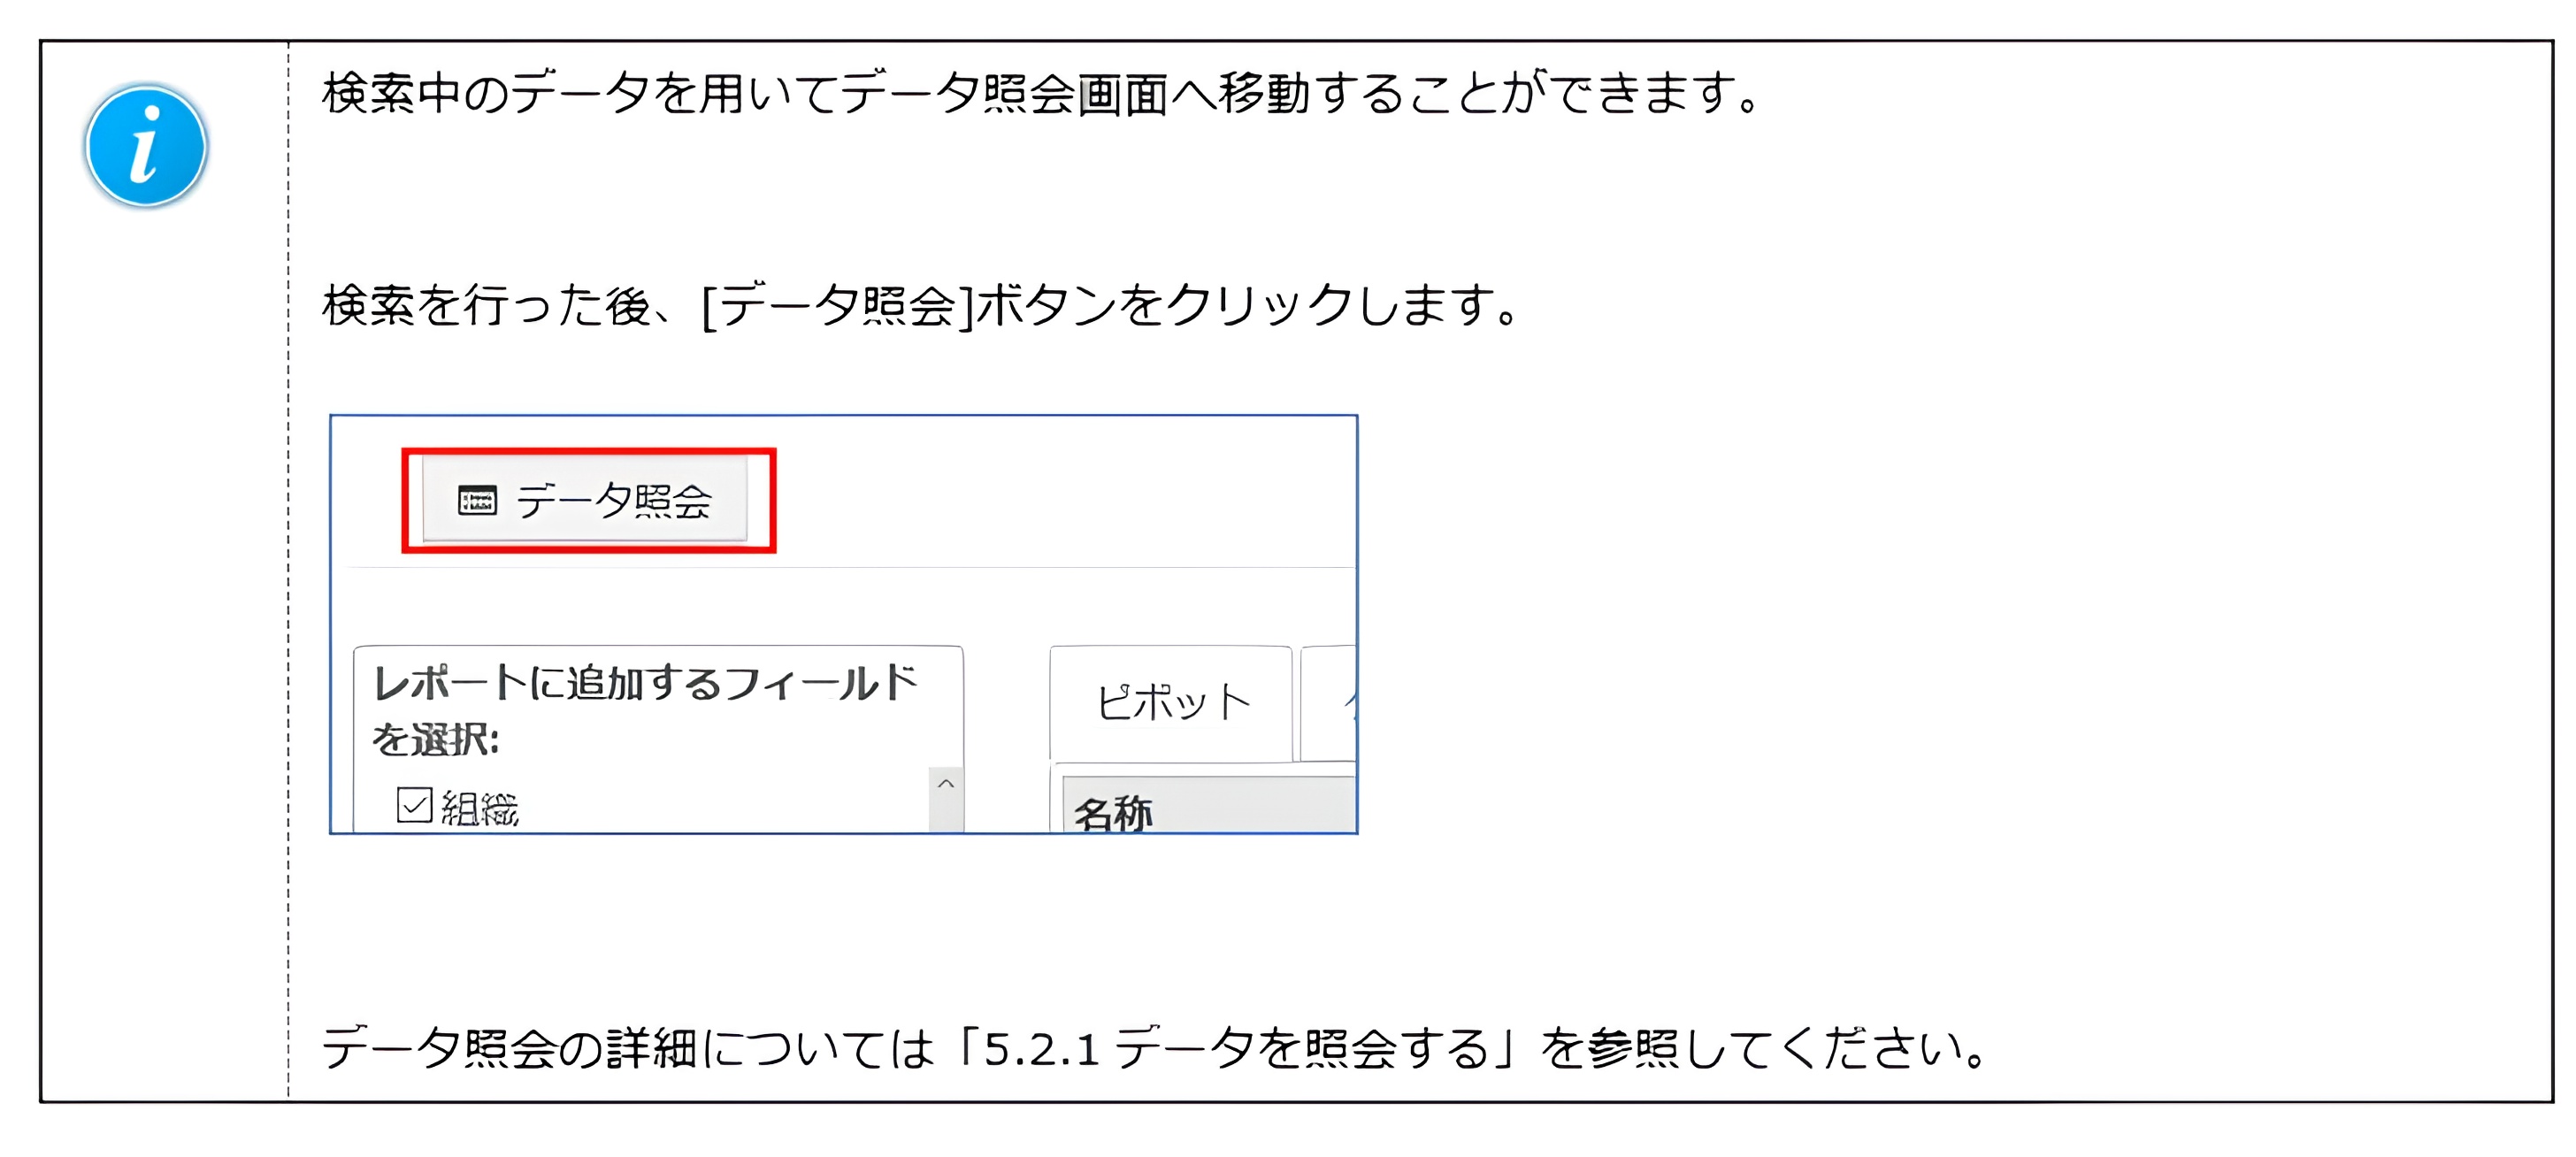 検索中のデータを用いてデータ照会画面へ移動することができます。
検索を行った後、[データ照会]ボタンをクリックします。
データ照会
レポートに追加するフィールド
を選択:
組織
ピボット
名称
データ照会の詳細については「5.2.1 データを照会する」を参照してください。